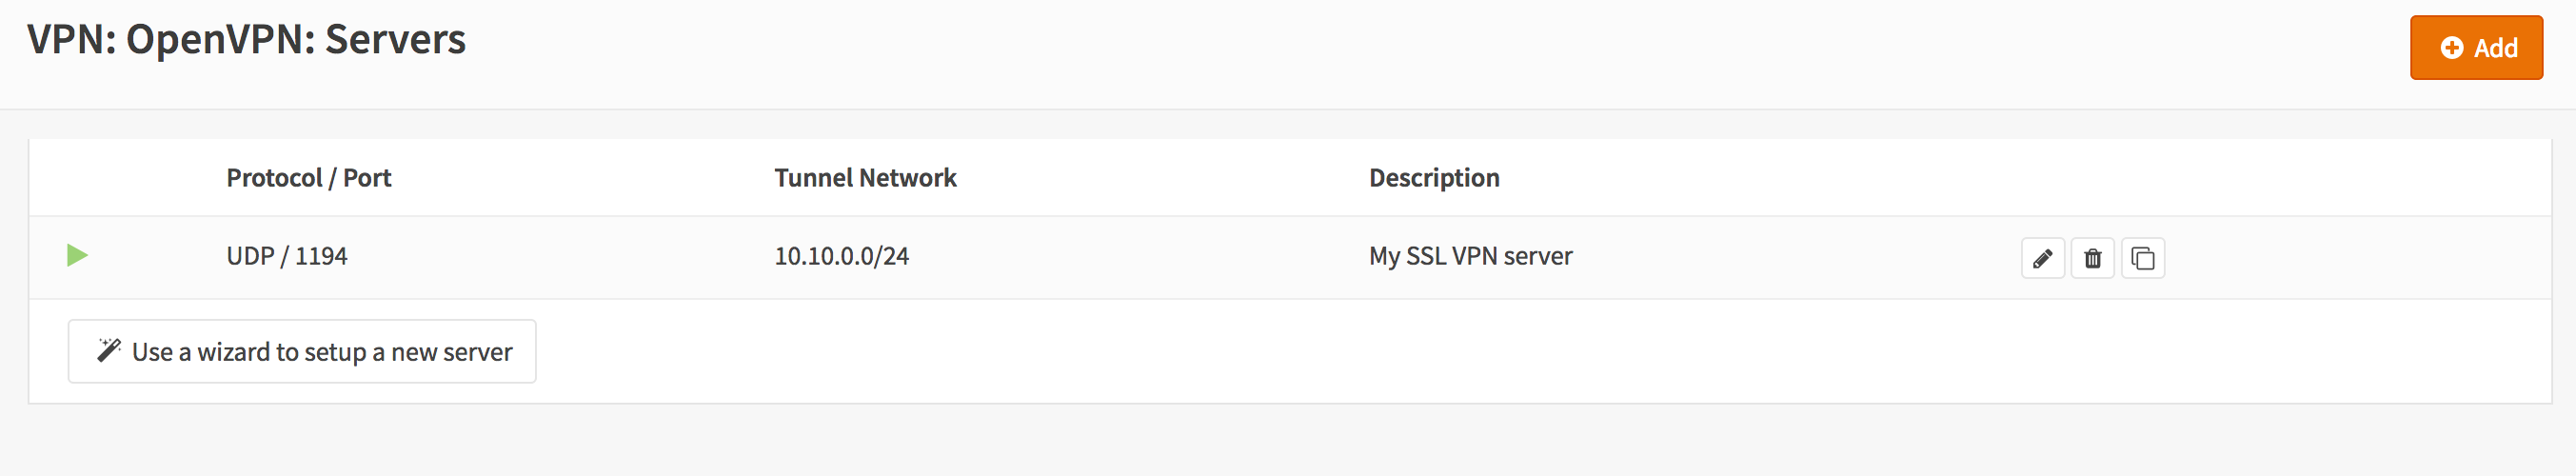 VPN: OpenVPN: Servers
Add
Protocol / Port Tunnel Network Description
UDP / 1194 10.10.0.0/24 My SSL VPN server
Use a wizard to setup a new server